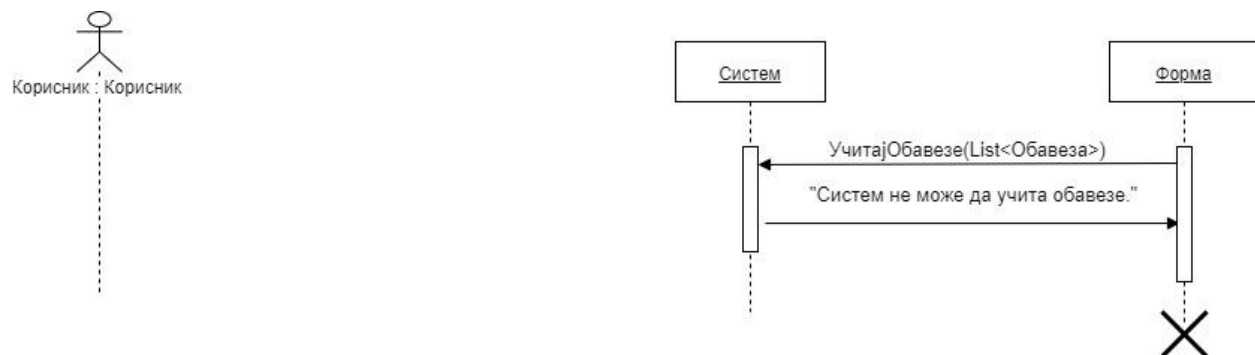 Корисник : Корисник
Систем
Форма
УчитајОбавезе(List<Обавеза>)
"Систем не може да учита обавезе."